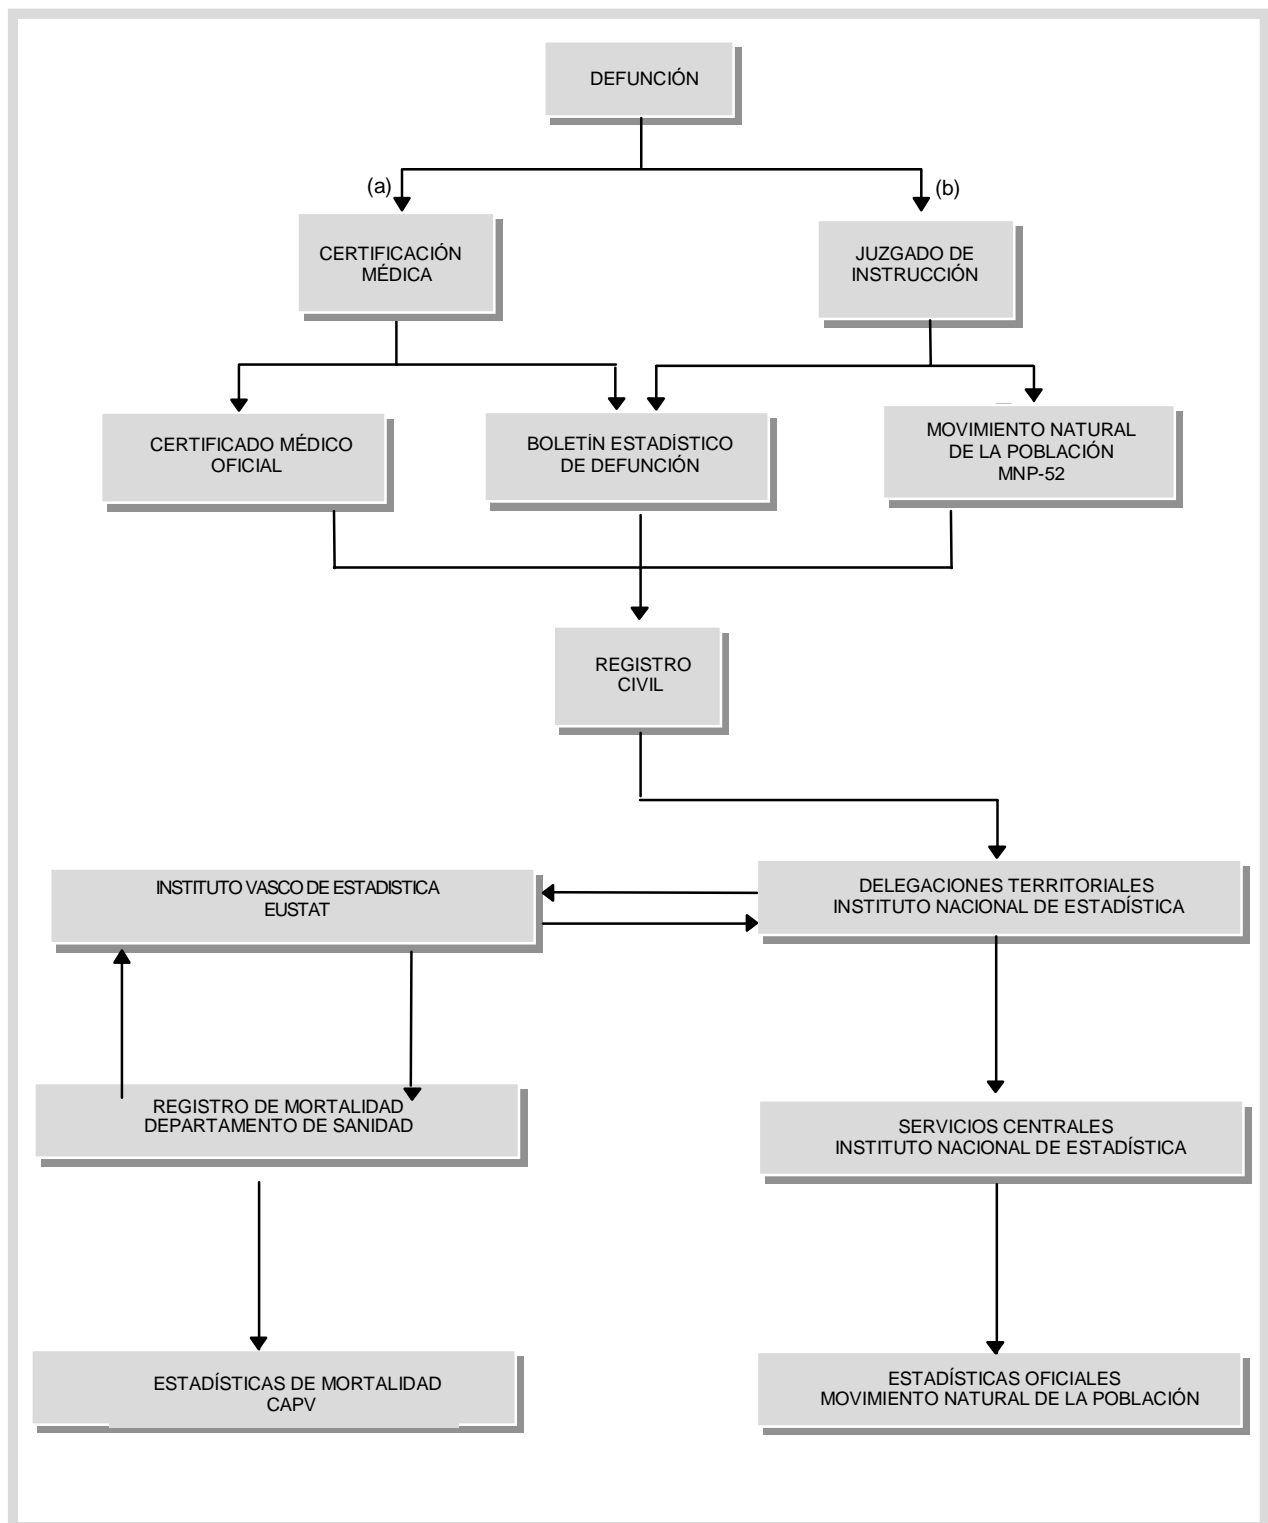 DEFUNCIÓN
(a)
(b)
CERTIFICACIÓN
MÉDICA
JUZGADO DE
INSTRUCCIÓN
CERTIFICADO MÉDICO
OFICIAL
BOLETÍN ESTADÍSTICO
DE DEFUNCIÓN
MOVIMIENTO NATURAL
DE LA POBLACIÓN
MNP-52
REGISTRO
CIVIL
INSTITUTO VASCO DE ESTADISTICA
EUSTAT
DELEGACIONES TERRITORIALES
INSTITUTO NACIONAL DE ESTADÍSTICA
REGISTRO DE MORTALIDAD
DEPARTAMENTO DE SANIDAD
SERVICIOS CENTRALES
INSTITUTO NACIONAL DE ESTADÍSTICA
ESTADÍSTICAS DE MORTALIDAD
CAPV
ESTADÍSTICAS OFICIALES
MOVIMIENTO NATURAL DE LA POBLACIÓN